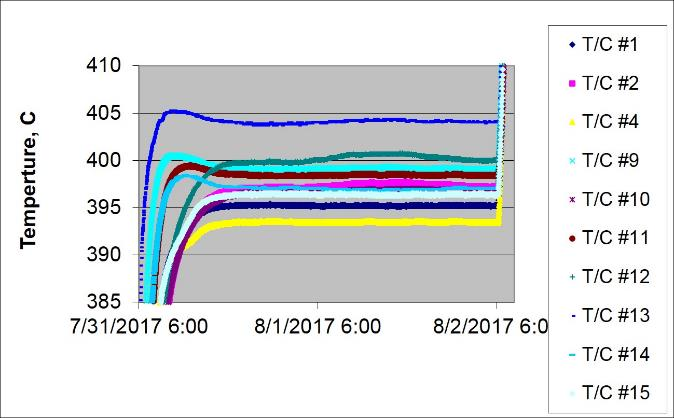 Temperture, C
410
405
400
395
390
385
7/31/2017 6:00
8/1/2017 6:00
8/2/2017 6:0
T/C #1
T/C #2
T/C #4
T/C #9
T/C #10
T/C #11
T/C #12
T/C #13
T/C #14
T/C #15